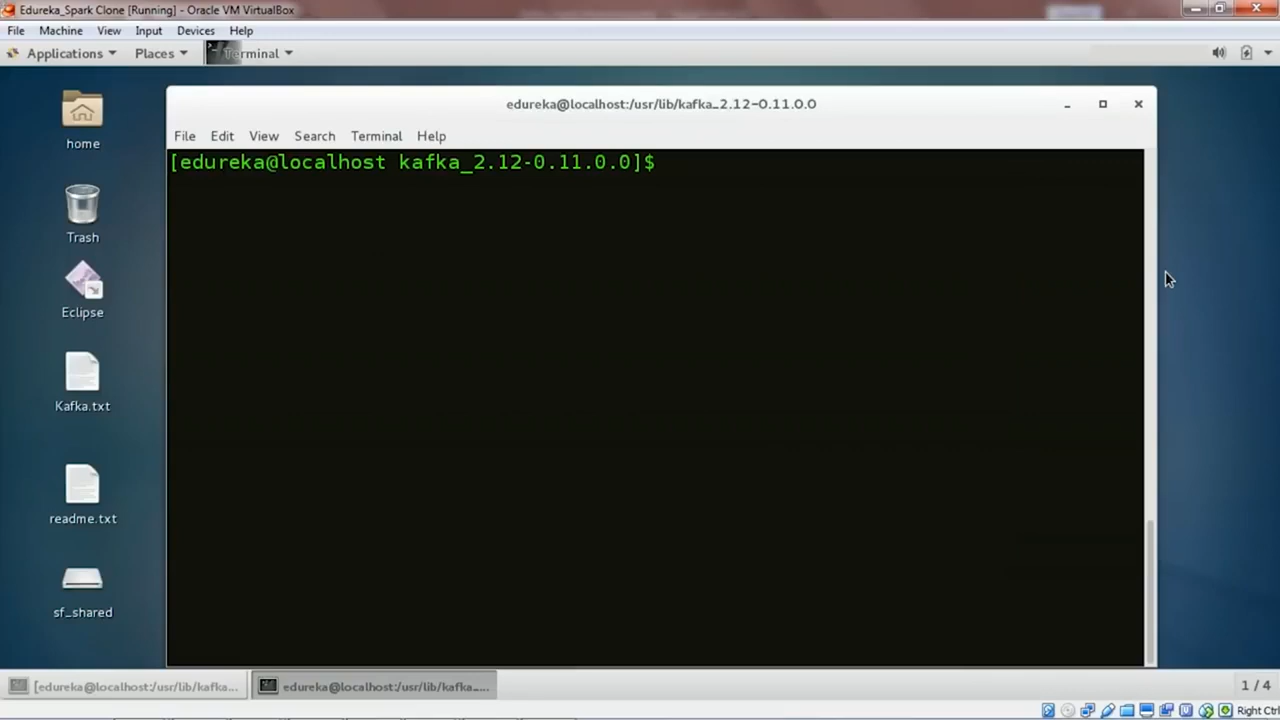 Edureka_Spark Clone [Running] - Oracle VM VirtualBox
File Machine View Input Devices Help
Applications Places Terminal
edureka@localhost:/usr/lib/kafka_2.12-0.11.0.0
File Edit View Search Terminal Help
[edureka@localhost kafka_2.12-0.11.0.0]$
home
Trash
Eclipse
Kafka.txt
readme.txt
sf_shared
[edureka@localhost:/usr/lib/kafka... edureka@localhost:/usr/lib/kafka_... 1 / 4
Right Ctrl